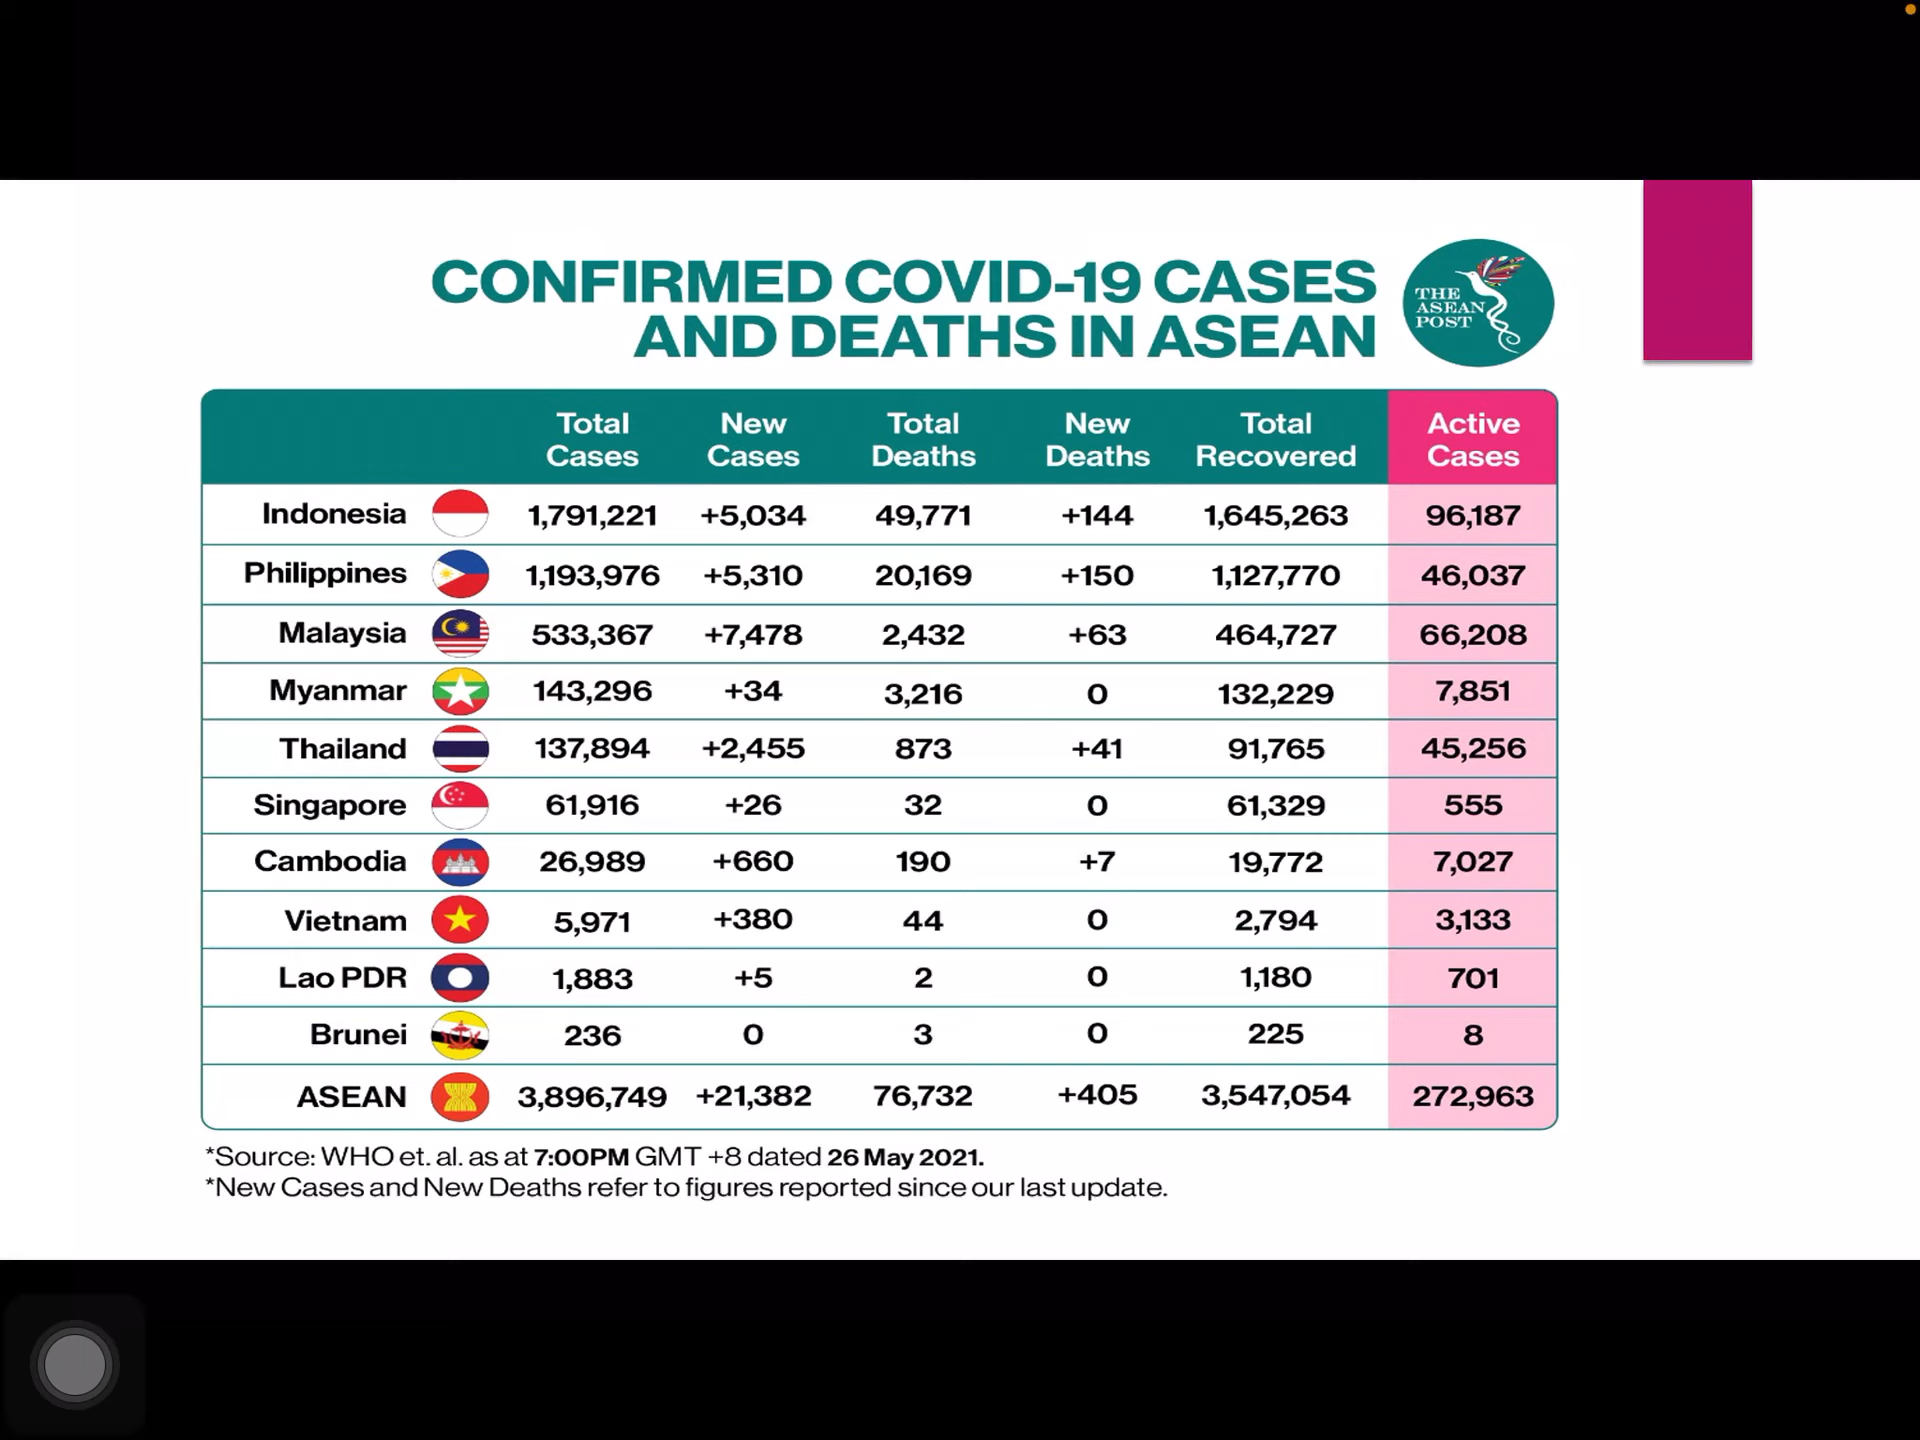 CONFIRMED COVID-19 CASES
AND DEATHS IN ASEAN
THE
ASEAN
POST
Total Cases New Cases Total Deaths New Deaths Total Recovered Active Cases
Indonesia 1,791,221 +5,034 49,771 +144 1,645,263 96,187
Philippines 1,193,976 +5,310 20,169 +150 1,127,770 46,037
Malaysia 533,367 +7,478 2,432 +63 464,727 66,208
Myanmar 143,296 +34 3,216 0 132,229 7,851
Thailand 137,894 +2,455 873 +41 91,765 45,256
Singapore 61,916 +26 32 0 61,329 555
Cambodia 26,989 +660 190 +7 19,772 7,027
Vietnam 5,971 +380 44 0 2,794 3,133
Lao PDR 1,883 +5 2 0 1,180 701
Brunei 236 0 3 0 225 8
ASEAN 3,896,749 +21,382 76,732 +405 3,547,054 272,963
*Source: WHO et. al. as at 7:00PM GMT +8 dated 26 May 2021.
*New Cases and New Deaths refer to figures reported since our last update.